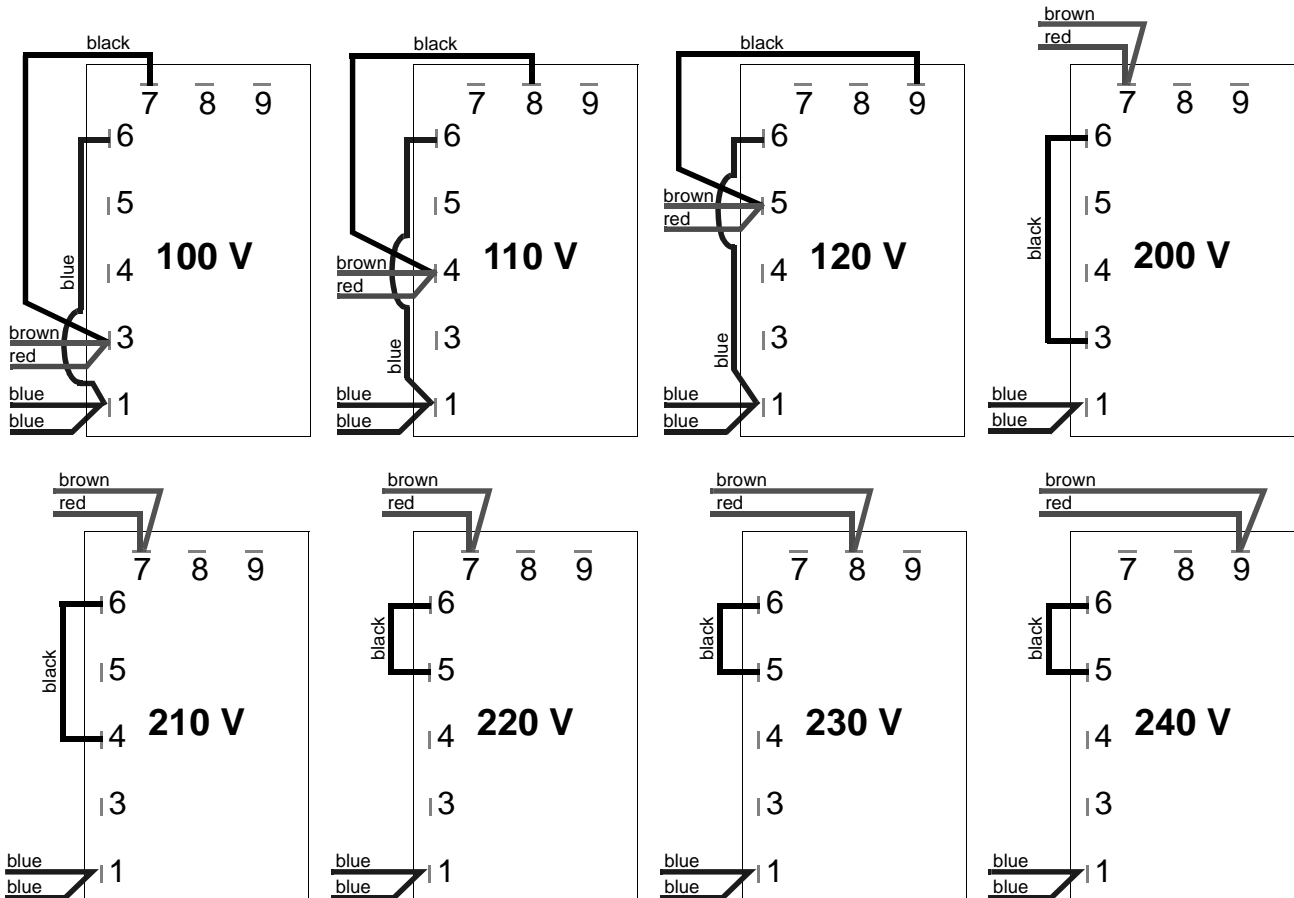 black
7 8 9
6
5
blue
4
100 V
brown
3
red
blue
1
blue
black
7 8 9
6
5
110 V
brown
4
red
3
blue
blue
1
blue
black
7 8 9
6
brown
5
red
120 V
4
3
blue
blue
1
blue
brown
red
7 8 9
6
5
black
200 V
4
3
blue
1
blue
brown
red
7 8 9
6
black
5
210 V
4
3
blue
1
blue
brown
red
7 8 9
6
black
5
220 V
4
3
blue
1
blue
brown
red
7 8 9
6
black
5
230 V
4
3
blue
1
blue
brown
red
7 8 9
6
black
5
240 V
4
3
blue
1
blue